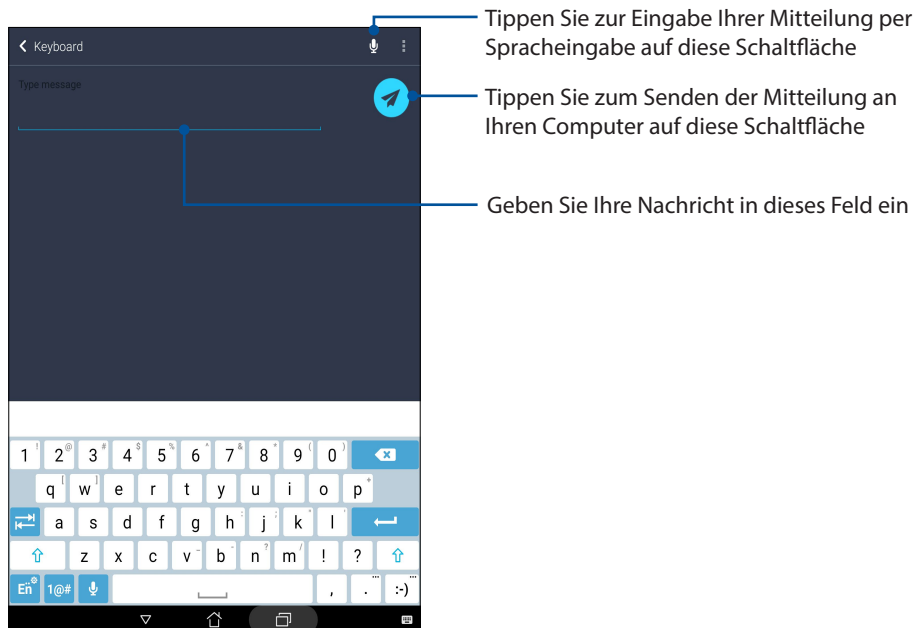 Tippen Sie zur Eingabe Ihrer Mitteilung per
Spracheingabe auf diese Schaltfläche
Keyboard
Type message
Tippen Sie zum Senden der Mitteilung an
Ihren Computer auf diese Schaltfläche
Geben Sie Ihre Nachricht in dieses Feld ein
1 ! 2 @ 3 # 4 $ 5 % 6 ^ 7 & 8 * 9 ( 0 )
q [ w ] e r t y u i o p +
a s d f g h : j ; k " l '
z x c v - b - n ? m / ! ?
En 1@# , . ... :-) ...